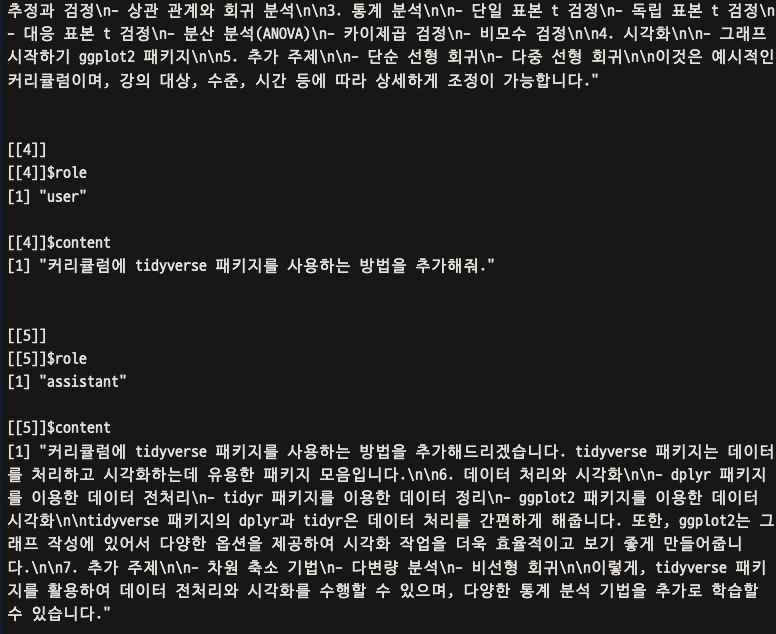 추정과 검정\n- 상관 관계와 회귀 분석\n\n3. 통계 분석\n\n- 단일 표본 t 검정\n- 독립 표본 t 검정\n
- 대응 표본 t 검정\n- 분산 분석(ANOVA)\n- 카이제곱 검정\n- 비모수 검정\n\n4. 시각화\n\n- 그래프
시작하기 ggplot2 패키지\n\n5. 추가 주제\n\n- 단순 선형 회귀\n- 다중 선형 회귀\n\n이것은 예시적인
커리큘럼이며, 강의 대상, 수준, 시간 등에 따라 상세하게 조정이 가능합니다."
[[4]]
[[4]]$role
[1] "user"
[[4]]$content
[1] "커리큘럼에 tidyverse 패키지를 사용하는 방법을 추가해줘."
[[5]]
[[5]]$role
[1] "assistant"
[[5]]$content
[1] "커리큘럼에 tidyverse 패키지를 사용하는 방법을 추가해드리겠습니다. tidyverse 패키지는 데이터
를 처리하고 시각화하는데 유용한 패키지 모음입니다.\n\n6. 데이터 처리와 시각화\n\n- dplyr 패키지
를 이용한 데이터 전처리\n- tidyr 패키지를 이용한 데이터 정리\n- ggplot2 패키지를 이용한 데이터
시각화\n\ntidyverse 패키지의 dplyr과 tidyr은 데이터 처리를 간편하게 해줍니다. 또한, ggplot2는 그
래프 작성에 있어서 다양한 옵션을 제공하여 시각화 작업을 더욱 효율적이고 보기 좋게 만들어줍니
다.\n\n7. 추가 주제\n\n- 차원 축소 기법\n- 다변량 분석\n- 비선형 회귀\n\n이렇게, tidyverse 패키
지를 활용하여 데이터 전처리와 시각화를 수행할 수 있으며, 다양한 통계 분석 기법을 추가로 학습할
수 있습니다."